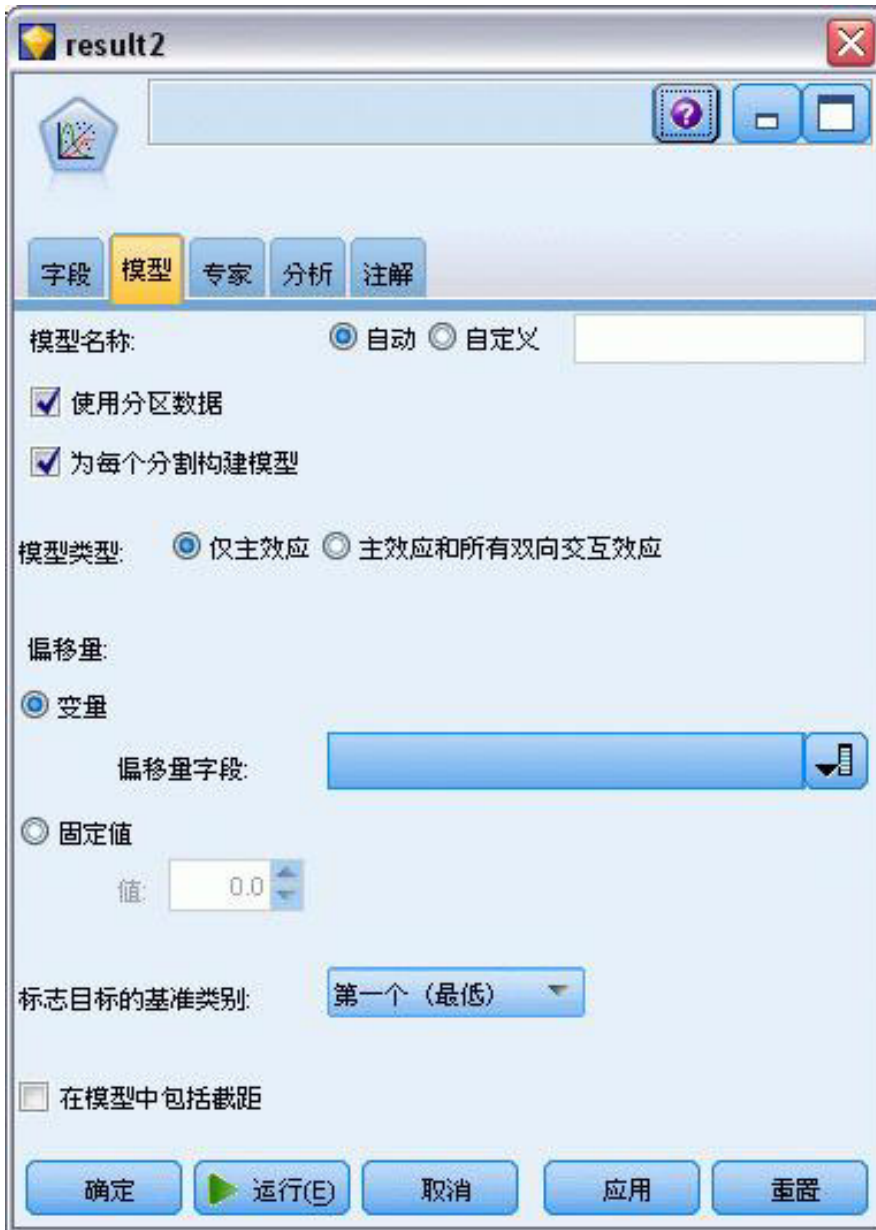 result2
字段 模型 专家 分析 注解
模型名称: 自动 自定义
使用分区数据
为每个分割构建模型
模型类型: 仅主效应 主效应和所有双向交互效应
偏移量:
变量
偏移量字段:
固定值
值: 0.0
标志目标的基准类别: 第一个（最低）
在模型中包括截距
确定 运行(E) 取消 应用 重置